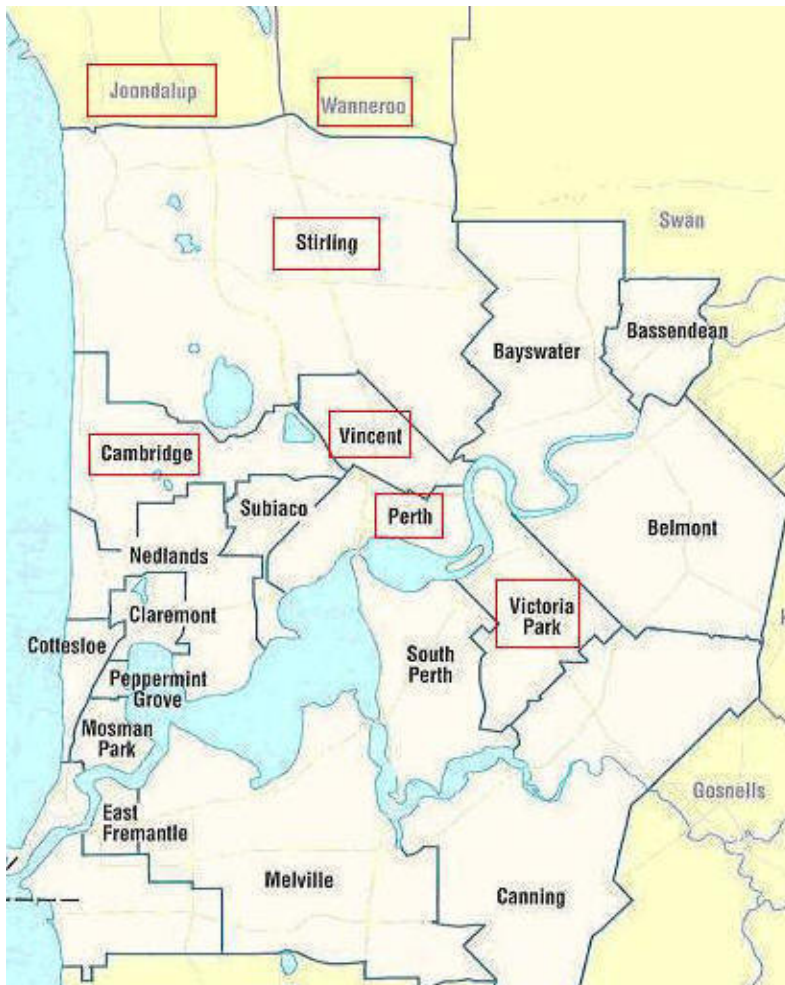 Joondalup
Wanneroo
Swan
Stirling
Bassendean
Bayswater
Vincent
Cambridge
Subiaco
Perth
Belmont
Nedlands
Victoria
Park
Claremont
Cottesloe
South
Perth
Peppermint
Grove
Mosman
Park
Gosnells
East
Fremantle
Melville
Canning